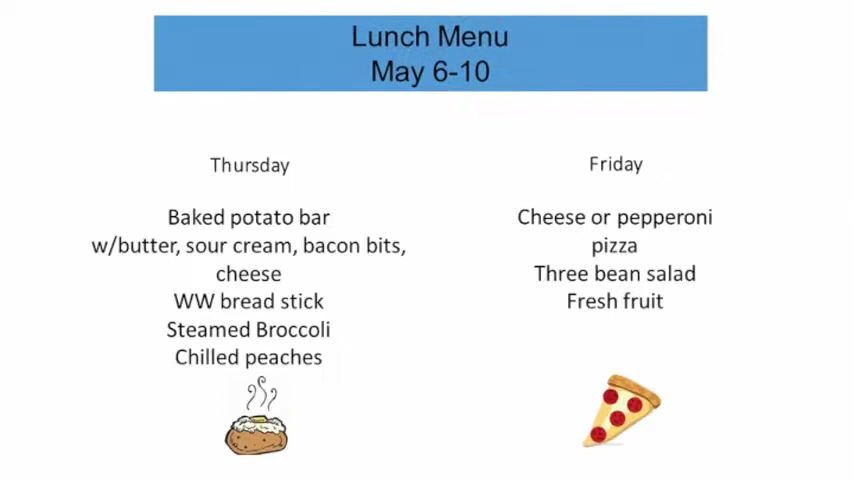 Lunch Menu
May 6-10
Thursday
Baked potato bar
w/butter, sour cream, bacon bits,
cheese
WW bread stick
Steamed Broccoli
Chilled peaches
Friday
Cheese or pepperoni
pizza
Three bean salad
Fresh fruit